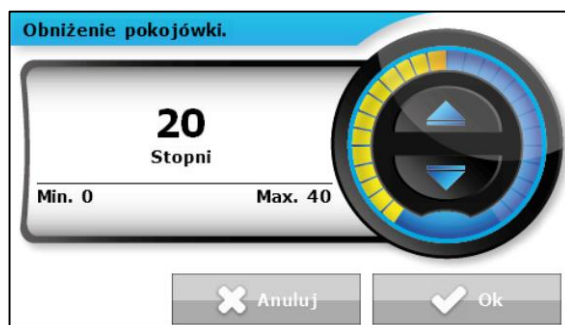 Obniżenie pokojówki.
20
Stopni
Min. 0 Max. 40
Anuluj Ok